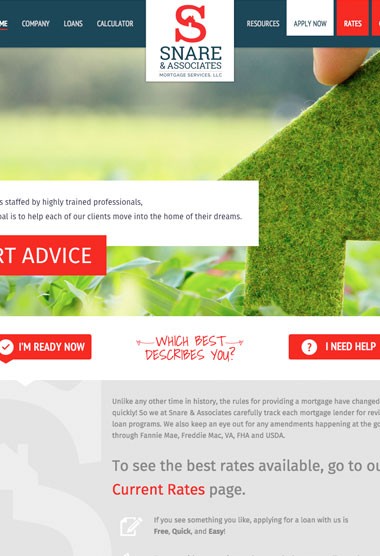 ME COMPANY LOANS CALCULATOR RESOURCES APPLY NOW RATES
S
SNARE
& ASSOCIATES
MORTGAGE SERVICES, LLC
s staffed by highly trained professionals,
al is to help each of our clients move into the home of their dreams.
RT ADVICE
I'M READY NOW
WHICH BEST
DESCRIBES YOU?
? I NEED HELP
Unlike any other time in history, the rules for providing a mortgage have changed
quickly! So we at Snare & Associates carefully track each mortgage lender for revi
loan programs. We also keep an eye out for any amendments happening at the go
through Fannie Mae, Freddie Mac, VA, FHA and USDA.
To see the best rates available, go to ou
Current Rates page.
If you see something you like, applying for a loan with us is
Free, Quick, and Easy!